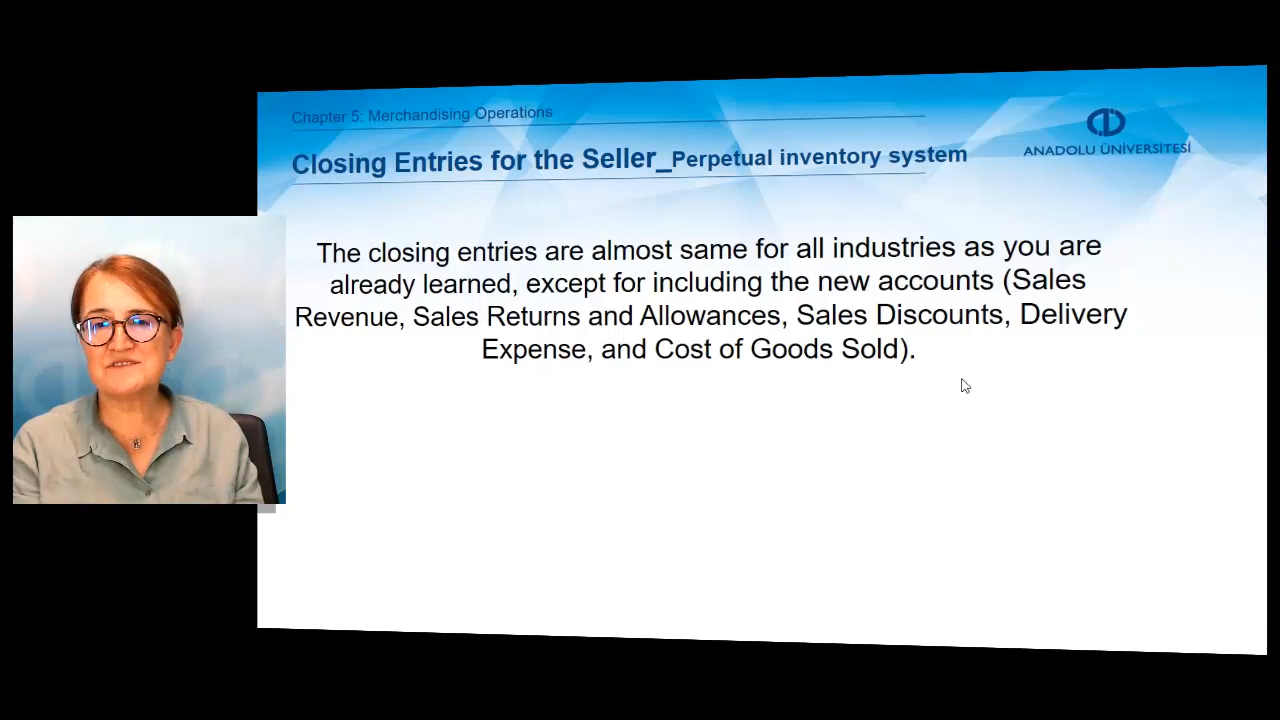 Chapter 5: Merchandising Operations
Closing Entries for the Seller_Perpetual inventory system
ANADOLU ÜNİVERSİTESİ
The closing entries are almost same for all industries as you are
already learned, except for including the new accounts (Sales
Revenue, Sales Returns and Allowances, Sales Discounts, Delivery
Expense, and Cost of Goods Sold).